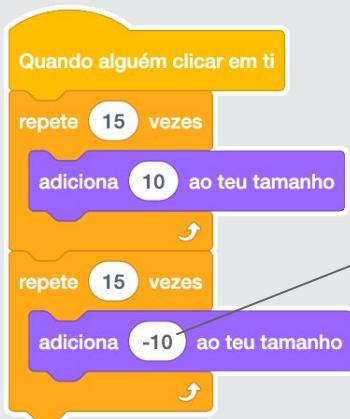 Quando alguém clicar em ti
repete 15 vezes
adiciona 10 ao teu tamanho
repete 15 vezes
adiciona -10 ao teu tamanho